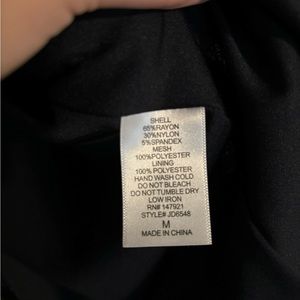 SHELL
65%RAYON
30%NYLON
5%SPANDEX
MESH
100%POLYESTER
LINING
100% POLYESTER
HAND WASH COLD
DO NOT BLEACH
DO NOT TUMBLE DRY
LOW IRON
RN# 147921
STYLE# JD6548
M
MADE IN CHINA